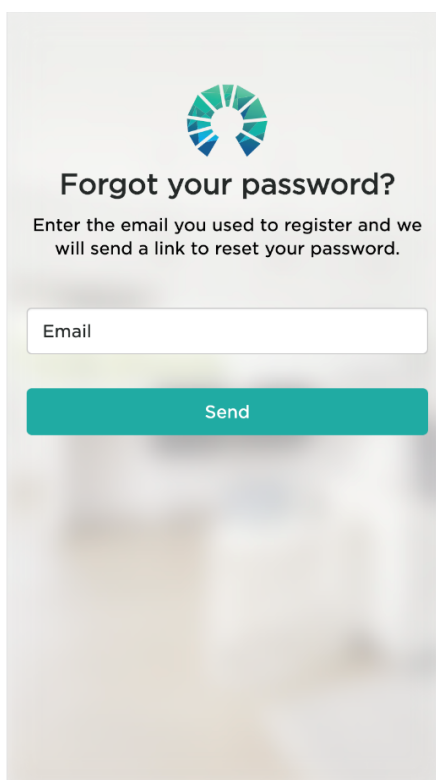 Forgot your password?
Enter the email you used to register and we
will send a link to reset your password.
Email
Send